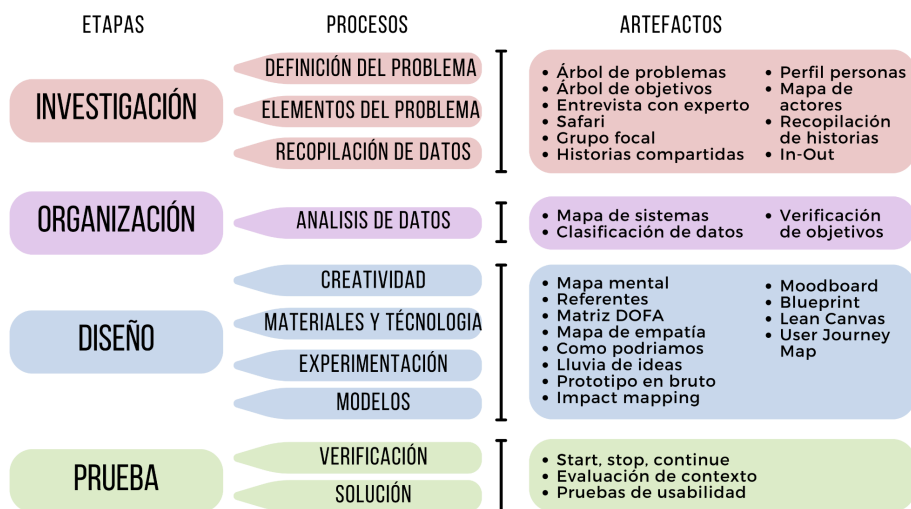 ETAPAS
PROCESOS
ARTEFACTOS
INVESTIGACIÓN
DEFINICIÓN DEL PROBLEMA
ELEMENTOS DEL PROBLEMA
RECOPILACIÓN DE DATOS
• Árbol de problemas
• Árbol de objetivos
• Entrevista con experto
• Safari
• Grupo focal
• Historias compartidas
• Perfil personas
• Mapa de
actores
• Recopilación
de historias
• In-Out
ORGANIZACIÓN
ANALISIS DE DATOS
• Mapa de sistemas
• Clasificación de datos
• Verificación
de objetivos
DISEÑO
CREATIVIDAD
MATERIALES Y TÉCNOLOGIA
EXPERIMENTACIÓN
MODELOS
• Mapa mental
• Referentes
• Matriz DOFA
• Mapa de empatía
• Como podriamos
• Lluvia de ideas
• Prototipo en bruto
• Impact mapping
• Moodboard
• Blueprint
• Lean Canvas
• User Journey
Map
PRUEBA
VERIFICACIÓN
SOLUCIÓN
• Start, stop, continue
• Evaluación de contexto
• Pruebas de usabilidad